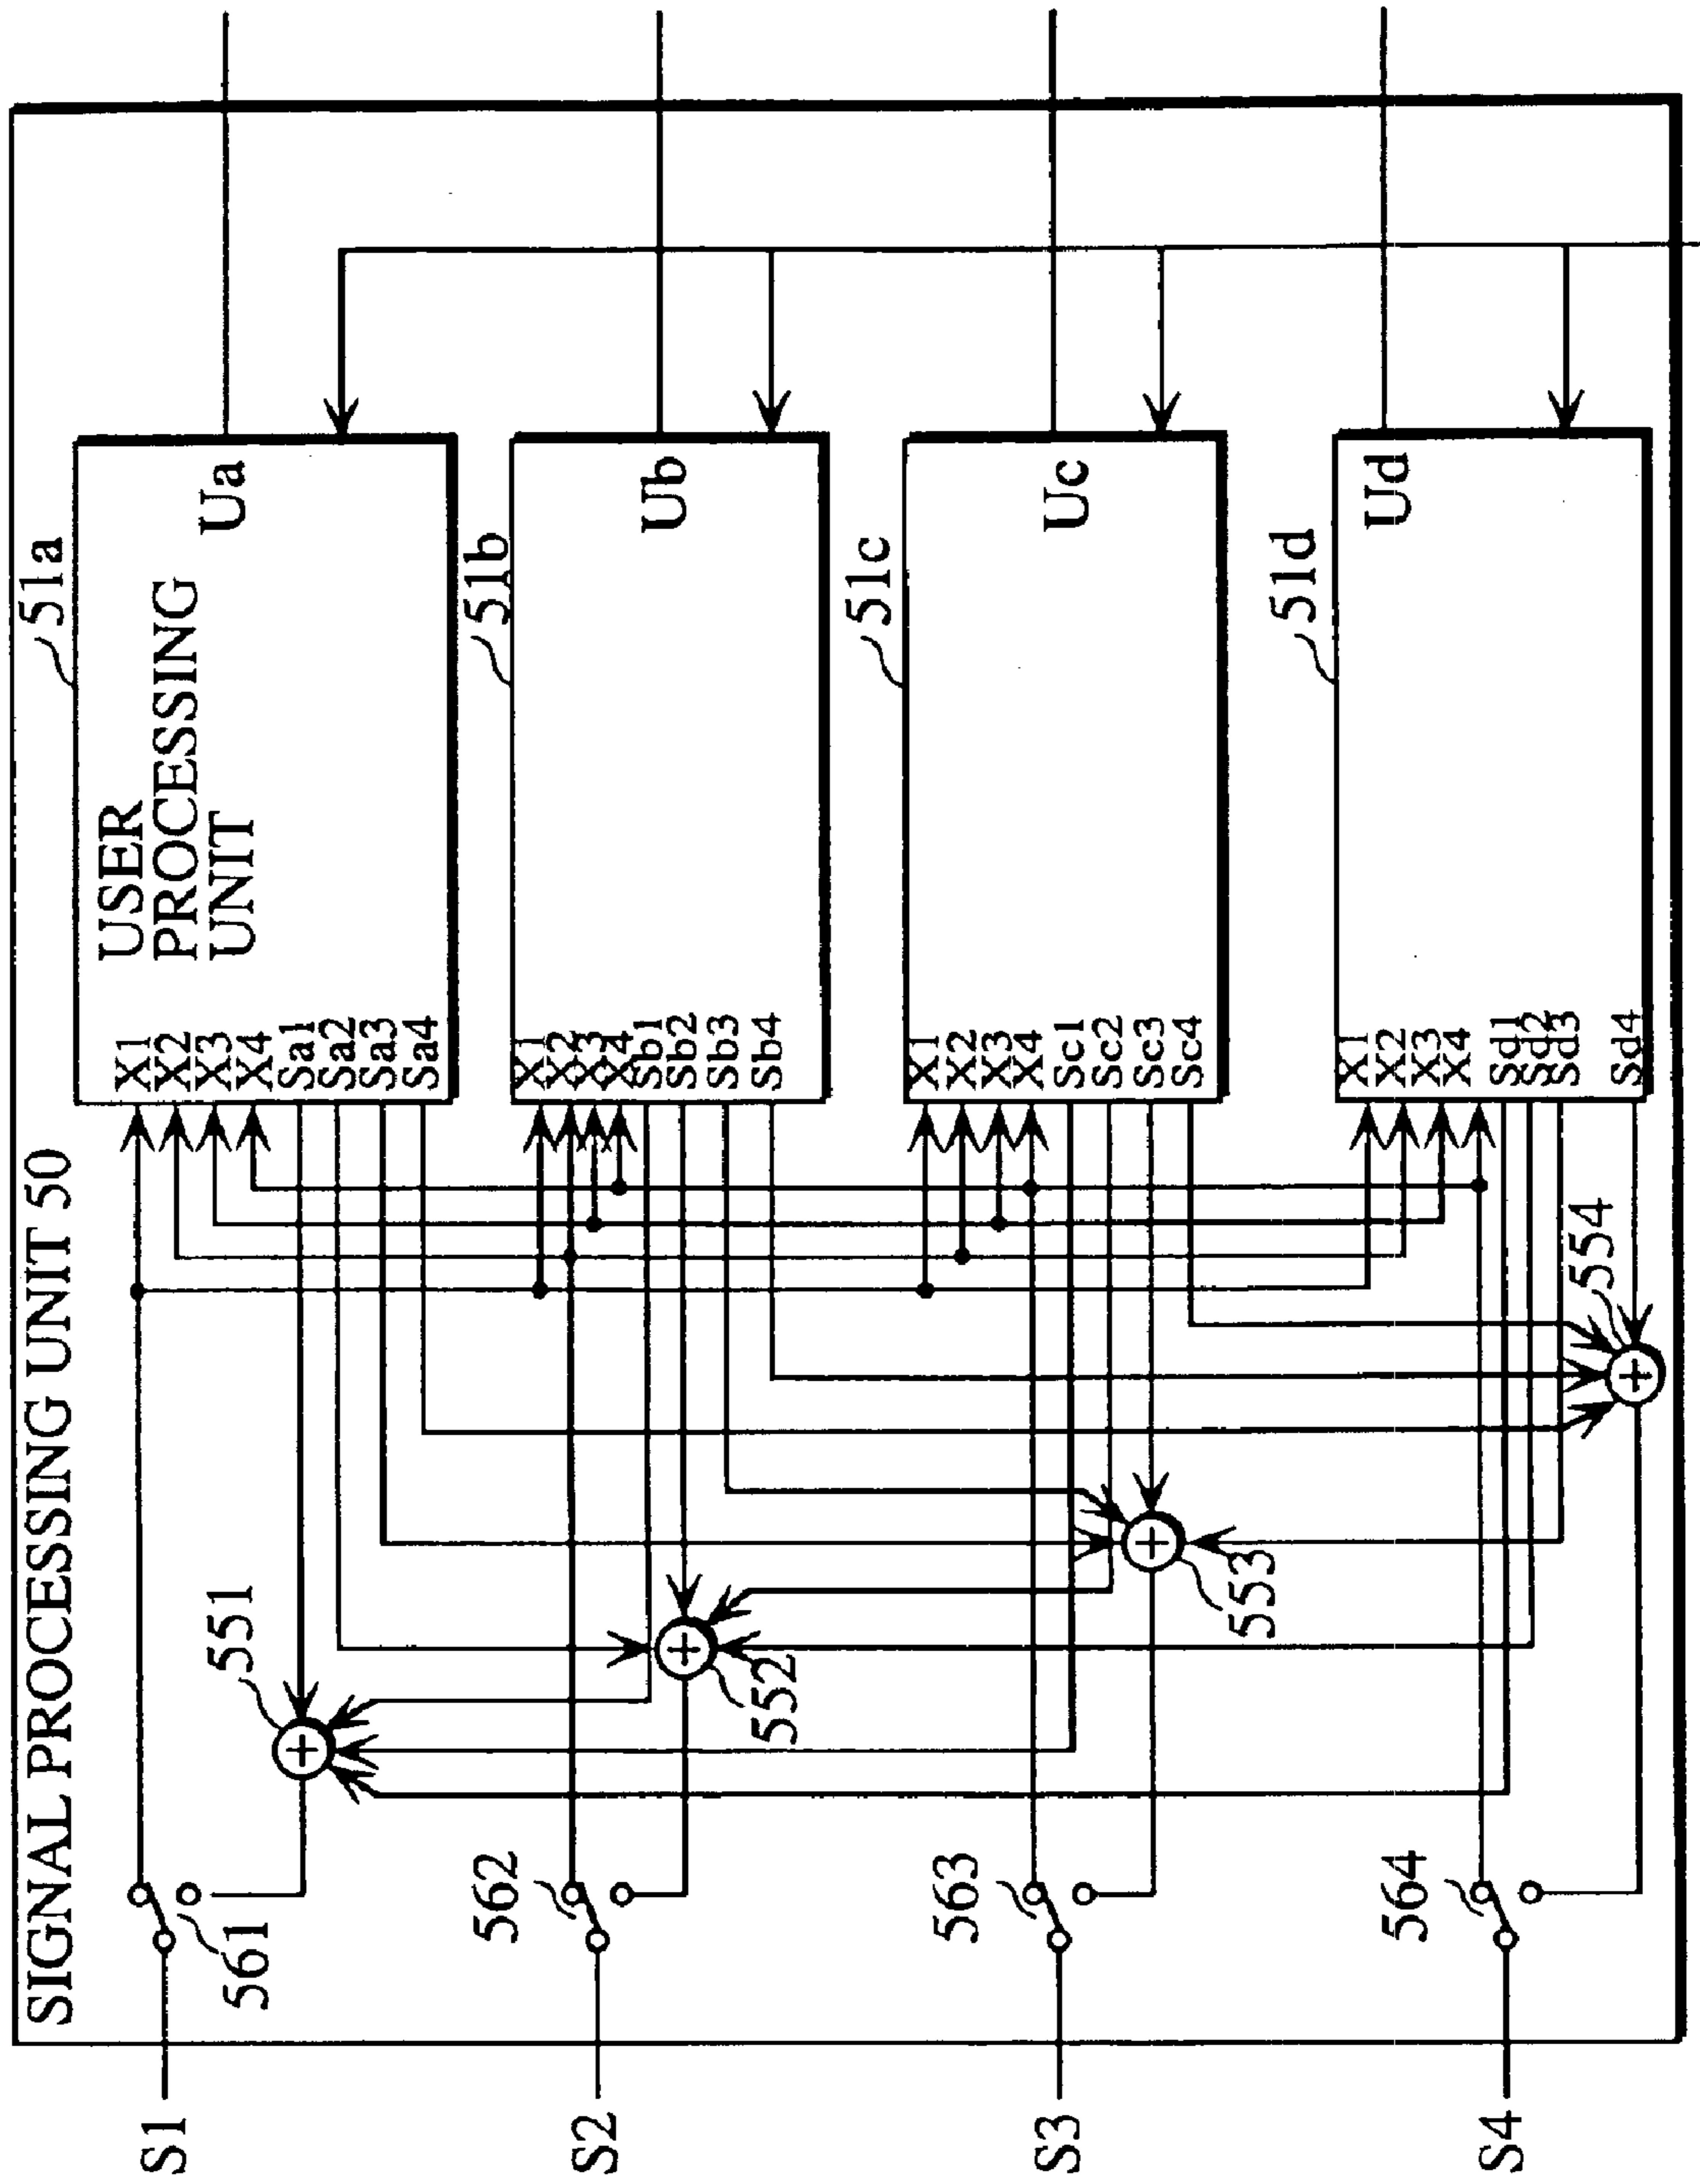 SIGNAL PROCESSING UNIT 50
S1
561
551
X1
X2
X3
X4
Sa1
Sa2
Sa3
Sa4
USER
PROCESSING
UNIT
51a
Ua
S2
562
552
X1
X2
X3
X4
Sb1
Sb2
Sb3
Sb4
51b
Ub
S3
563
553
X1
X2
X3
X4
Sc1
Sc2
Sc3
Sc4
51c
Uc
S4
564
554
X1
X2
X3
X4
Sd1
Sd2
Sd3
Sd4
51d
Ud